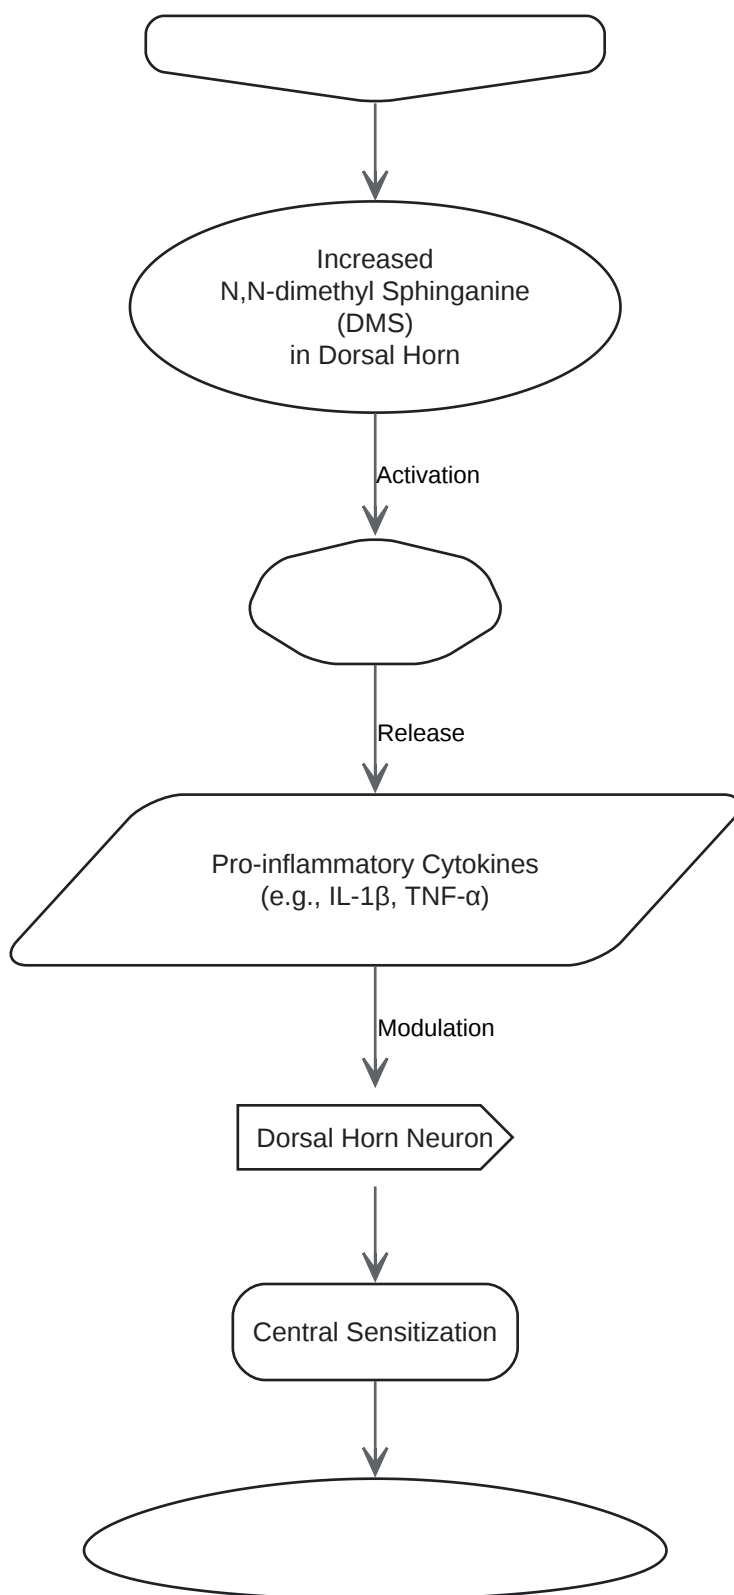 Increased
N,N-dimethyl Sphinganine
(DMS)
in Dorsal Horn
Activation
Release
Pro-inflammatory Cytokines
(e.g., IL-1β, TNF-α)
Modulation
Dorsal Horn Neuron
Central Sensitization